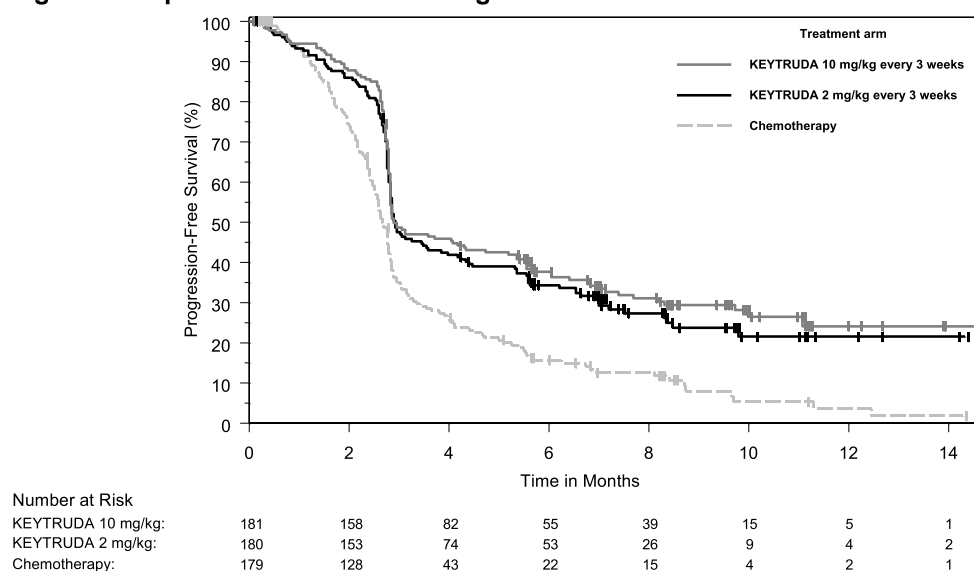 Treatment arm
KEYTRUDA 10 mg/kg every 3 weeks
KEYTRUDA 2 mg/kg every 3 weeks
Chemotherapy
Progression-Free Survival (%)
100
90
80
70
60
50
40
30
20
10
0
0 2 4 6 8 10 12 14
Time in Months
Number at Risk
KEYTRUDA 10 mg/kg: 181 158 82 55 39 15 5 1
KEYTRUDA 2 mg/kg: 180 153 74 53 26 9 4 2
Chemotherapy: 179 128 43 22 15 4 2 1